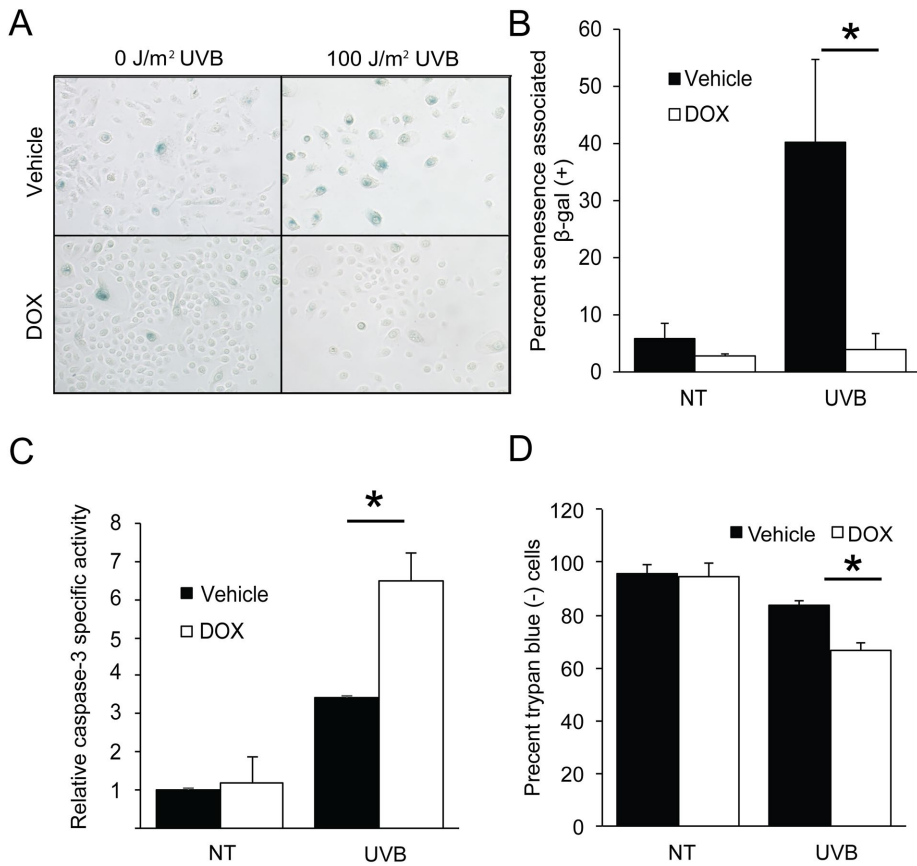 A
0 J/m² UVB
100 J/m² UVB
Vehicle
DOX
B
Percent senesence associated
β-gal (+)
60
50
40
30
20
10
0
Vehicle
DOX
*
NT
UVB
C
Relative caspase-3 specific activity
8
7
6
5
4
3
2
1
Vehicle
DOX
*
NT
UVB
D
Precent trypan blue (-) cells
120
100
80
60
40
20
0
Vehicle DOX
*
NT
UVB